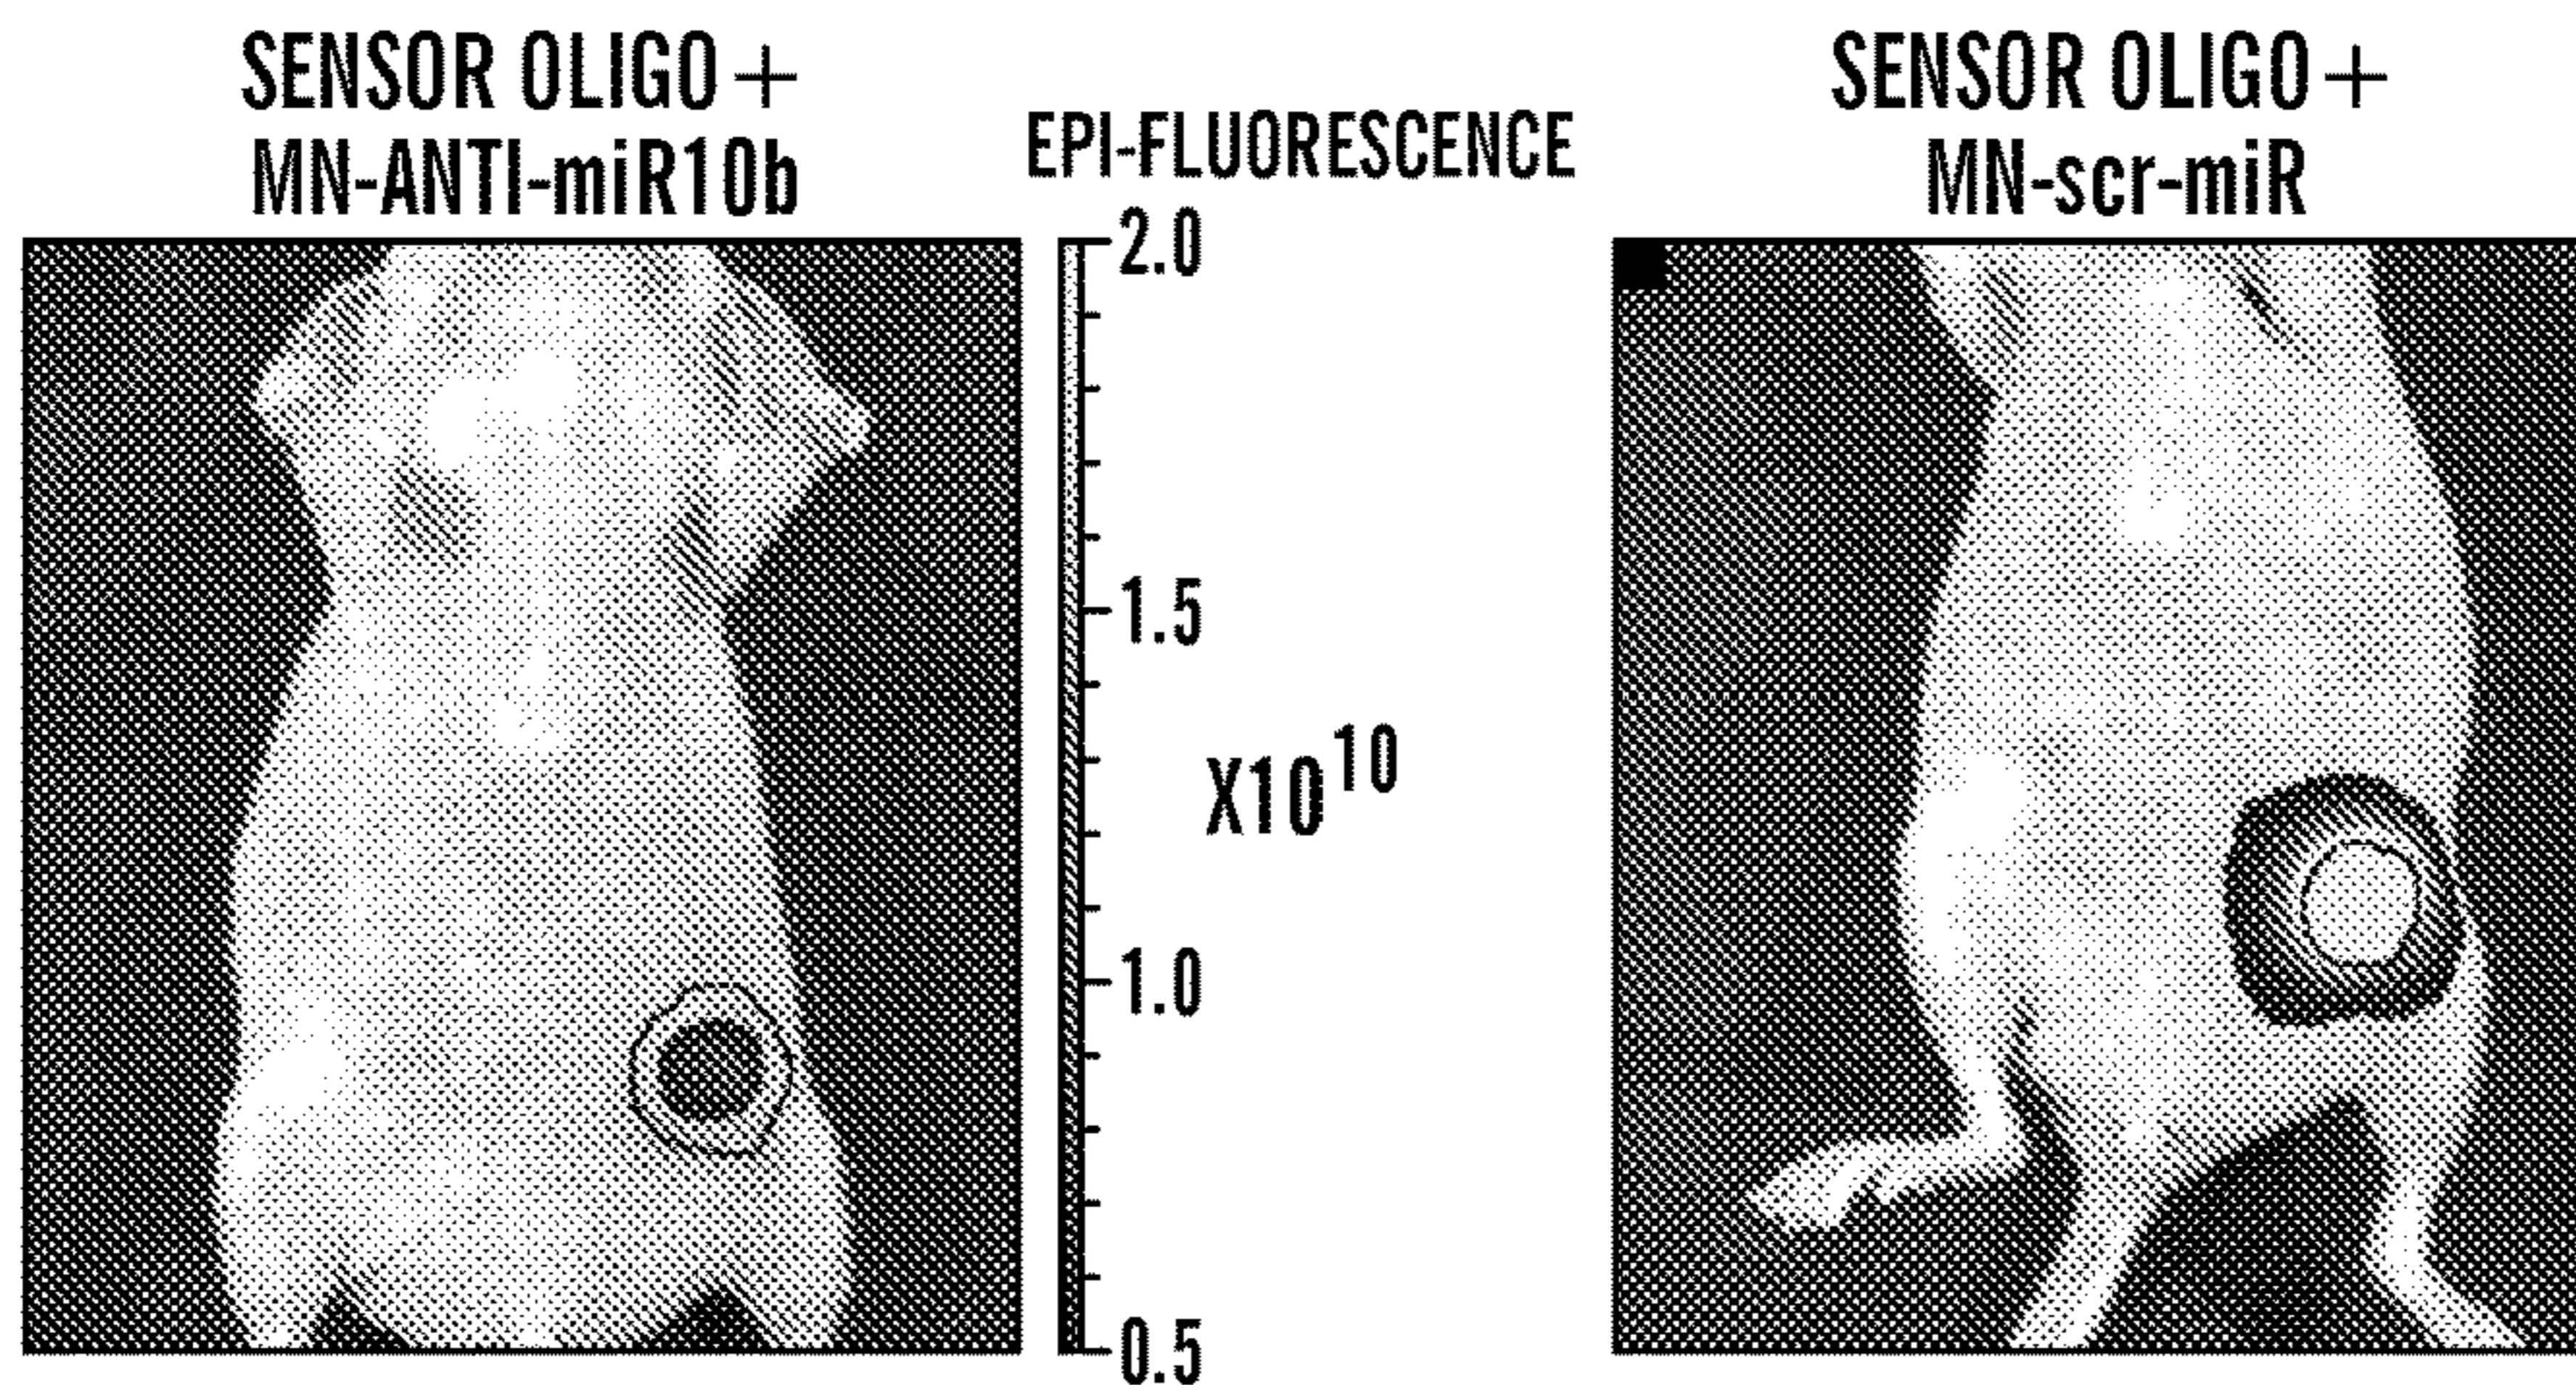 SENSOR OLIGO+
MN-ANTI-miR10b
EPI-FLUORESCENCE
2.0
1.5
X10^10
1.0
0.5
SENSOR OLIGO+
MN-scr-miR